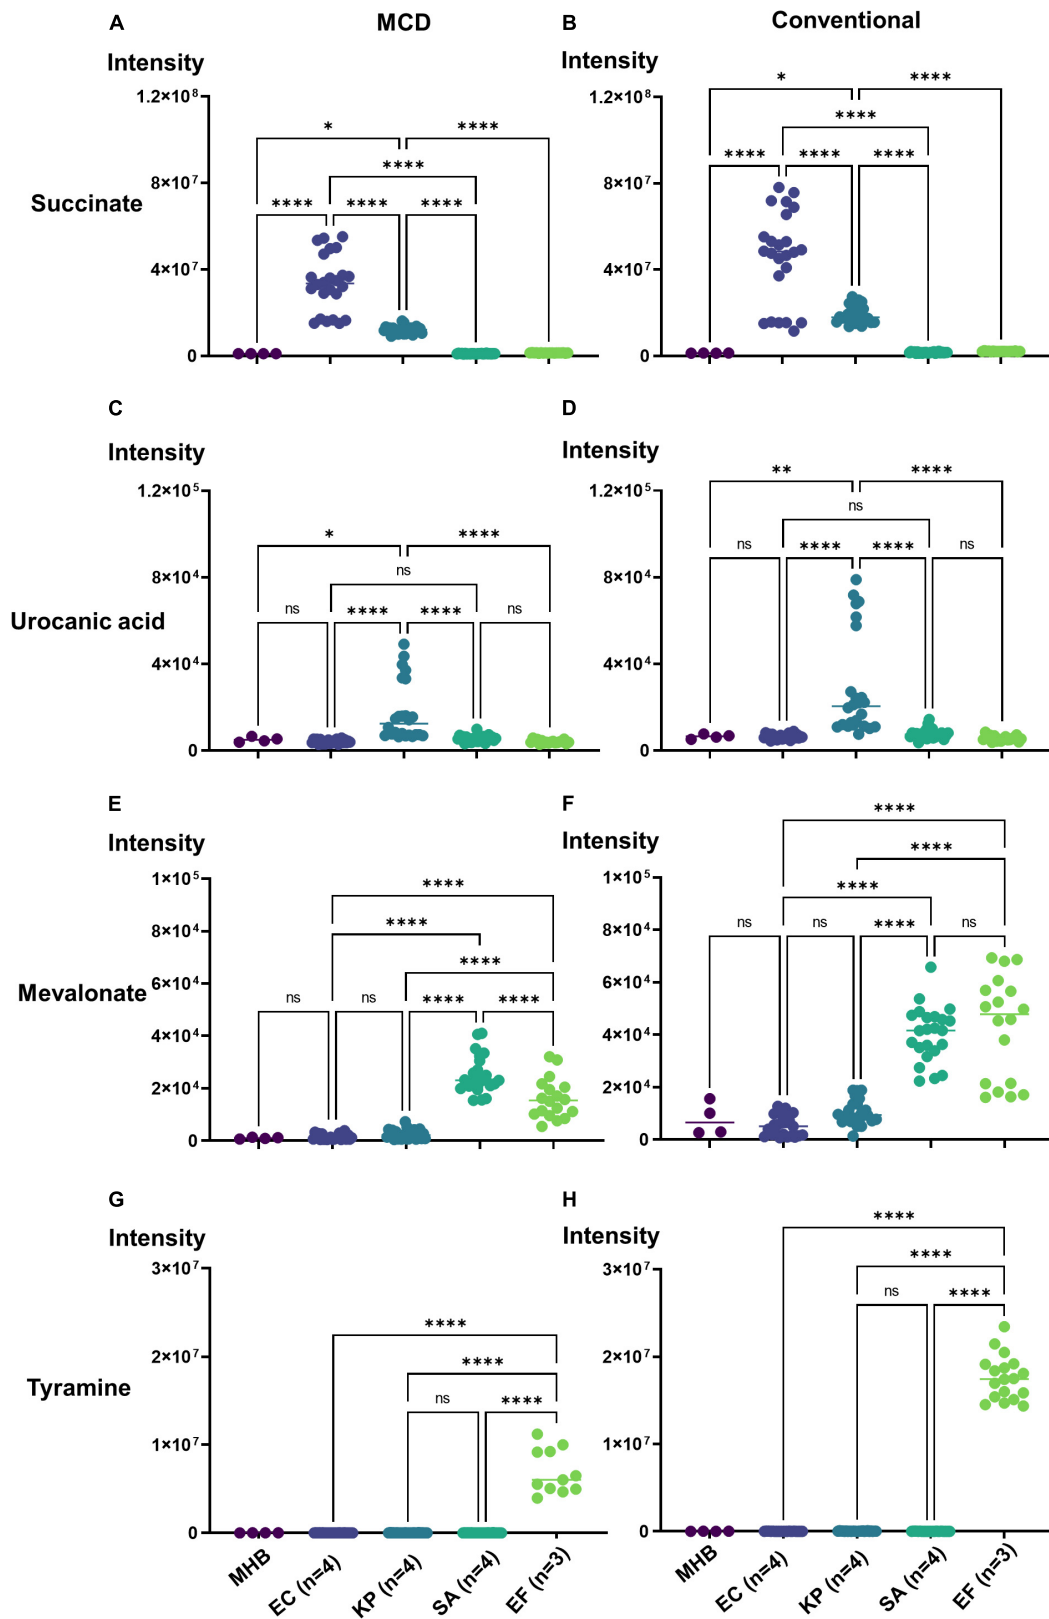 A
MCD
B
Conventional
Intensity
Intensity
1.2×10⁸
8×10⁷
4×10⁷
0
Succinate
* ****
****
**** **** ****
1.2×10⁸
8×10⁷
4×10⁷
0
* ****
****
**** **** ****
C
D
Intensity
Intensity
1.2×10⁵
8×10⁴
4×10⁴
0
Urocanic acid
* ****
ns
ns **** **** ns
1.2×10⁵
8×10⁴
4×10⁴
0
** ****
ns
ns **** **** ns
E
F
Intensity
Intensity
1×10⁵
8×10⁴
6×10⁴
4×10⁴
2×10⁴
0
Mevalonate
****
****
****
ns ns **** ****
1×10⁵
8×10⁴
6×10⁴
4×10⁴
2×10⁴
0
****
****
****
ns ns **** ns
G
H
Intensity
Intensity
3×10⁷
2×10⁷
1×10⁷
0
Tyramine
****
****
ns ****
3×10⁷
2×10⁷
1×10⁷
0
****
****
ns ****
MHB
EC (n=4)
KP (n=4)
SA (n=4)
EF (n=3)
MHB
EC (n=4)
KP (n=4)
SA (n=4)
EF (n=3)